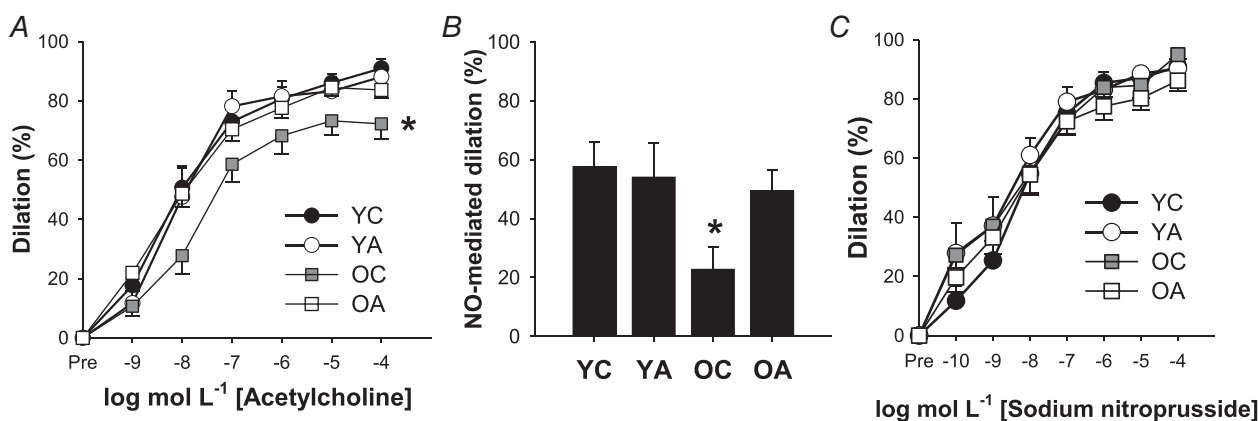 A
Dilation (%)
100
80
60
40
20
0
Pre -9 -8 -7 -6 -5 -4
log mol L-1 [Acetylcholine]
*
YC
YA
OC
OA
B
NO-mediated dilation (%)
100
80
60
40
20
0
*
YC YA OC OA
C
Dilation (%)
100
80
60
40
20
0
Pre -10 -9 -8 -7 -6 -5 -4
log mol L-1 [Sodium nitroprusside]
YC
YA
OC
OA